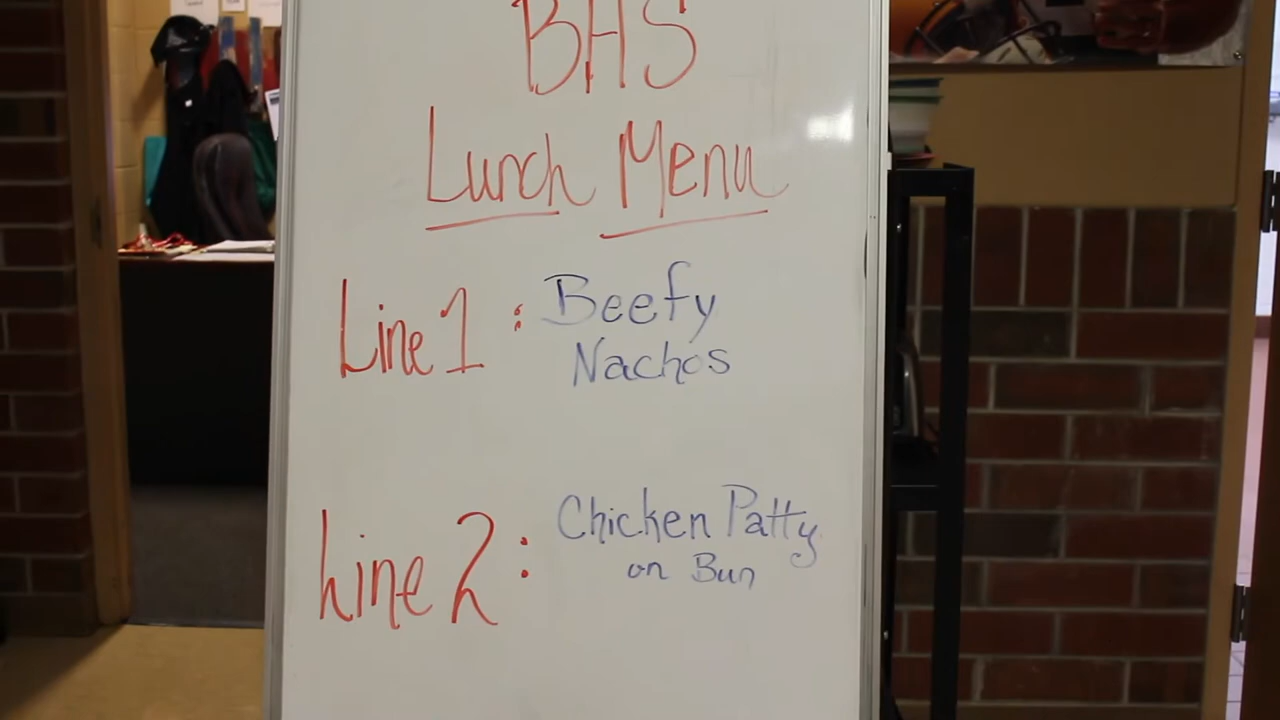 BHS
Lunch Menu
Line 1 : Beefy
Nachos
Line 2 : Chicken Patty
on Bun